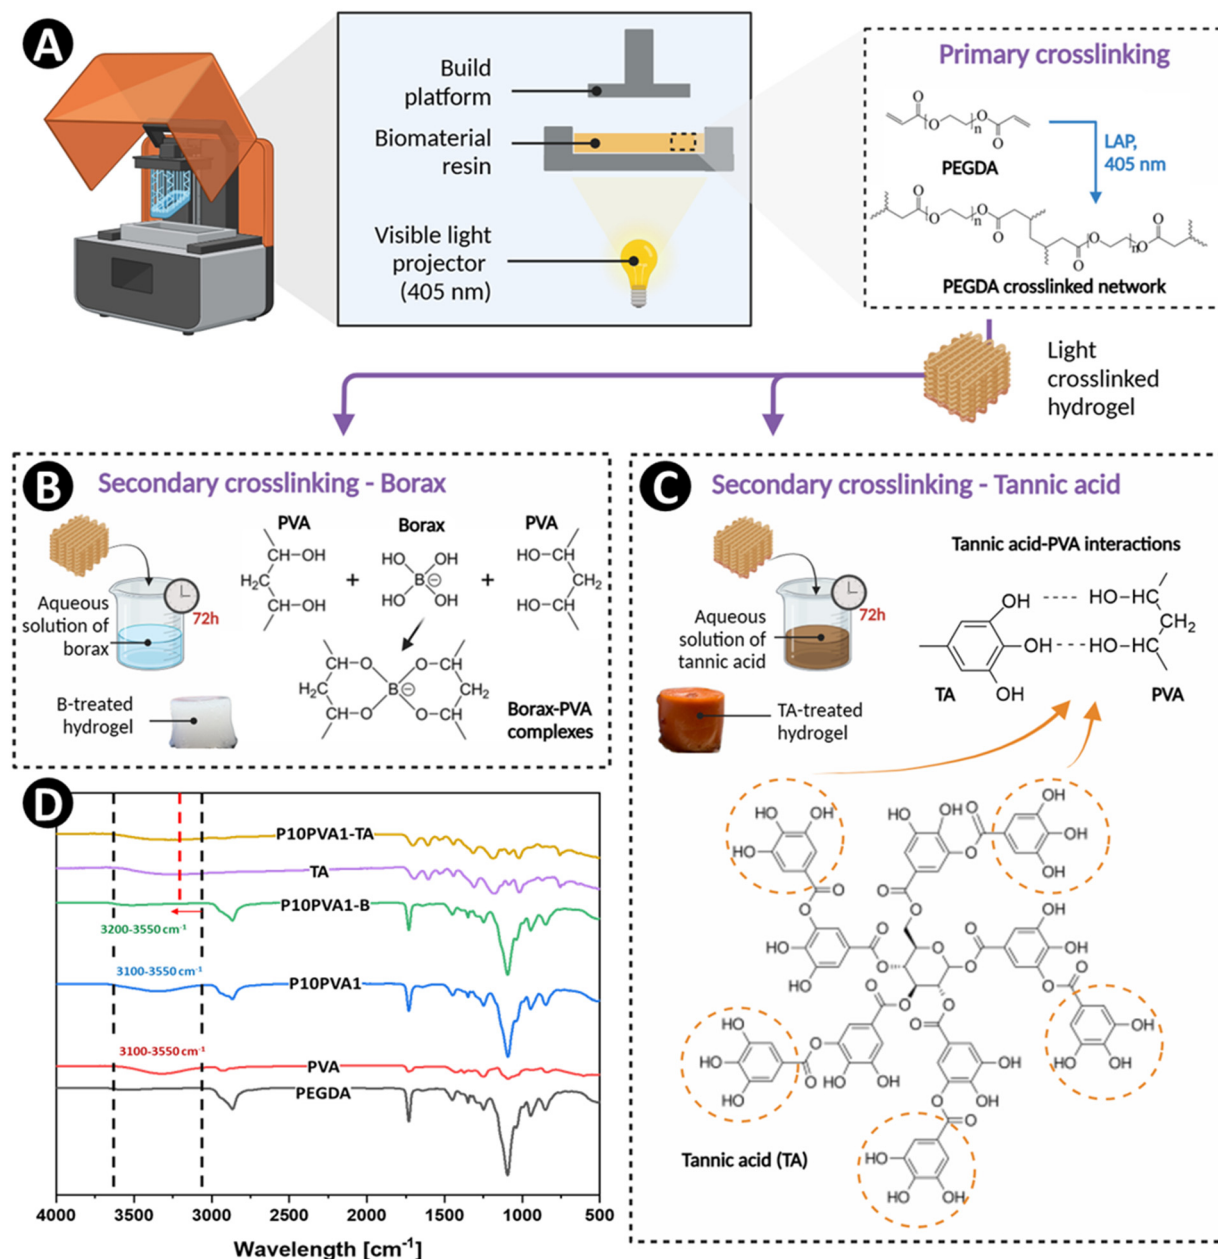 A
Build
platform
Biomaterial
resin
Visible light
projector
(405 nm)
Primary crosslinking
PEGDA
LAP,
405 nm
PEGDA crosslinked network
Light
crosslinked
hydrogel
B
Secondary crosslinking - Borax
PVA
Borax
PVA
72h
Aqueous
solution of
borax
B-treated
hydrogel
Borax-PVA
complexes
C
Secondary crosslinking - Tannic acid
Tannic acid-PVA interactions
72h
Aqueous
solution of
tannic acid
TA
PVA
TA-treated
hydrogel
Tannic acid (TA)
D
P10PVA1-TA
TA
P10PVA1-B
3200-3550 cm⁻¹
3100-3550 cm⁻¹
P10PVA1
3100-3550 cm⁻¹
PVA
PEGDA
4000 3500 3000 2500 2000 1500 1000 500
Wavelength [cm⁻¹]